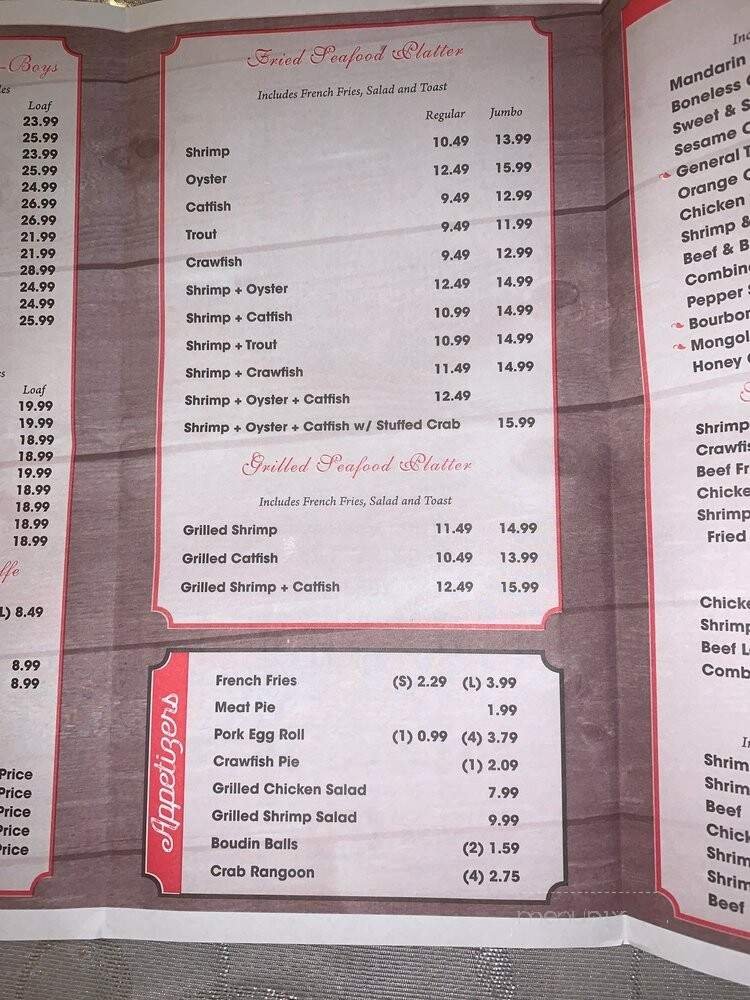 -Boys
Loaf
23.99
25.99
23.99
25.99
24.99
26.99
26.99
21.99
21.99
28.99
24.99
24.99
25.99
Loaf
19.99
19.99
18.99
18.99
19.99
18.99
18.99
18.99
18.99
L) 8.49
8.99
8.99
Price
Price
Price
Price
Price
Fried Seafood Platter
Includes French Fries, Salad and Toast
Regular Jumbo
Shrimp 10.49 13.99
Oyster 12.49 15.99
Catfish 9.49 12.99
Trout 9.49 11.99
Crawfish 9.49 12.99
Shrimp + Oyster 12.49 14.99
Shrimp + Catfish 10.99 14.99
Shrimp + Trout 10.99 14.99
Shrimp + Crawfish 11.49 14.99
Shrimp + Oyster + Catfish 12.49
Shrimp + Oyster + Catfish w/ Stuffed Crab 15.99
Grilled Seafood Platter
Includes French Fries, Salad and Toast
Grilled Shrimp 11.49 14.99
Grilled Catfish 10.49 13.99
Grilled Shrimp + Catfish 12.49 15.99
Appetizers
French Fries (S) 2.29 (L) 3.99
Meat Pie 1.99
Pork Egg Roll (1) 0.99 (4) 3.79
Crawfish Pie (1) 2.09
Grilled Chicken Salad 7.99
Grilled Shrimp Salad 9.99
Boudin Balls (2) 1.59
Crab Rangoon (4) 2.75
Mandarin
Boneless
Sweet & S
Sesame C
General T
Orange C
Chicken
Shrimp &
Beef & B
Combin
Pepper S
Bourbon
Mongol
Honey
Shrimp
Crawfis
Beef Fr
Chicke
Shrimp
Fried
Chicke
Shrimp
Beef L
Comb
Shrim
Shrim
Beef
Chick
Shrim
Shrim
Beef
menupix